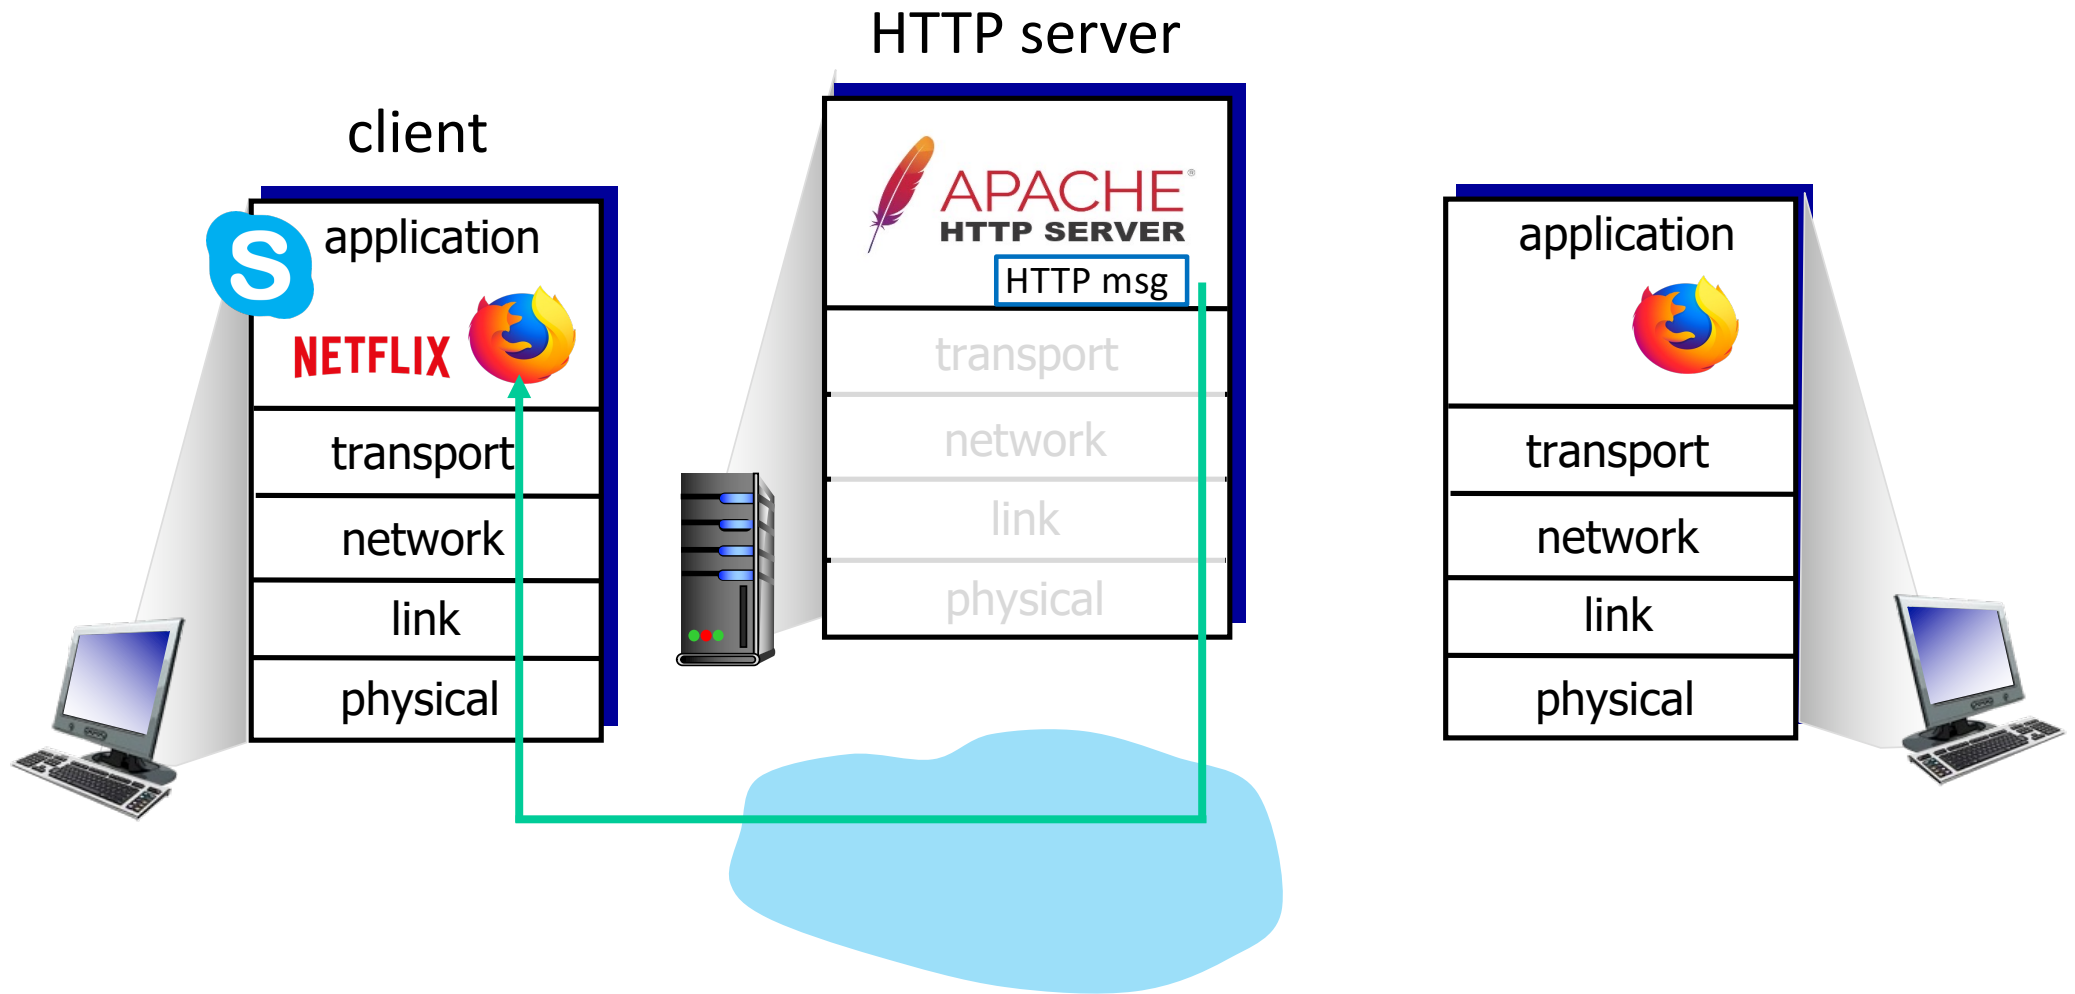 HTTP server
client
application
NETFLIX
transport
network
link
physical
APACHE®
HTTP SERVER
HTTP msg
transport
network
link
physical
application
transport
network
link
physical